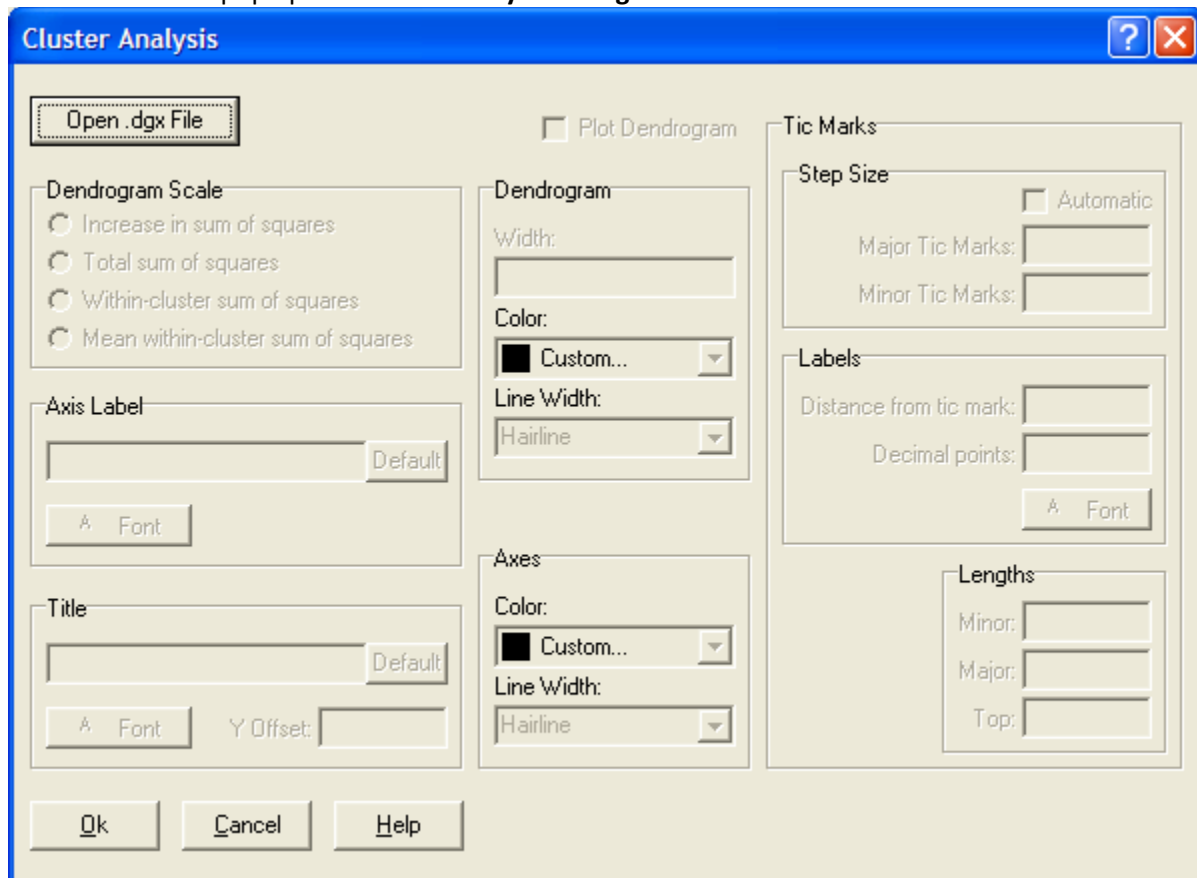 Cluster Analysis
Open .dgx File
Plot Dendrogram
Dendrogram Scale
Increase in sum of squares
Total sum of squares
Within-cluster sum of squares
Mean within-cluster sum of squares
Axis Label
Default
A Font
Title
Default
A Font Y Offset:
Dendrogram
Width:
Color:
Custom...
Line Width:
Hairline
Axes
Color:
Custom...
Line Width:
Hairline
Tic Marks
Step Size
Automatic
Major Tic Marks:
Minor Tic Marks:
Labels
Distance from tic mark:
Decimal points:
A Font
Lengths
Minor:
Major:
Top:
Ok Cancel Help